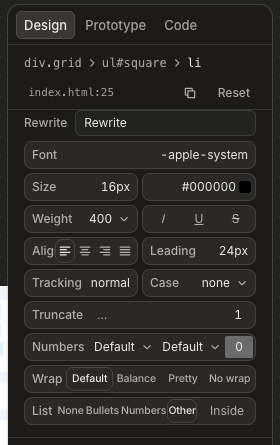 Design Prototype Code
div.grid > ul#square > li
index.html:25 Reset
Rewrite Rewrite
Font -apple-system
Size 16px #000000
Weight 400 I U S
Alig Leading 24px
Tracking normal Case none
Truncate ... 1
Numbers Default Default 0
Wrap Default Balance Pretty No wrap
List None Bullets Numbers Other Inside